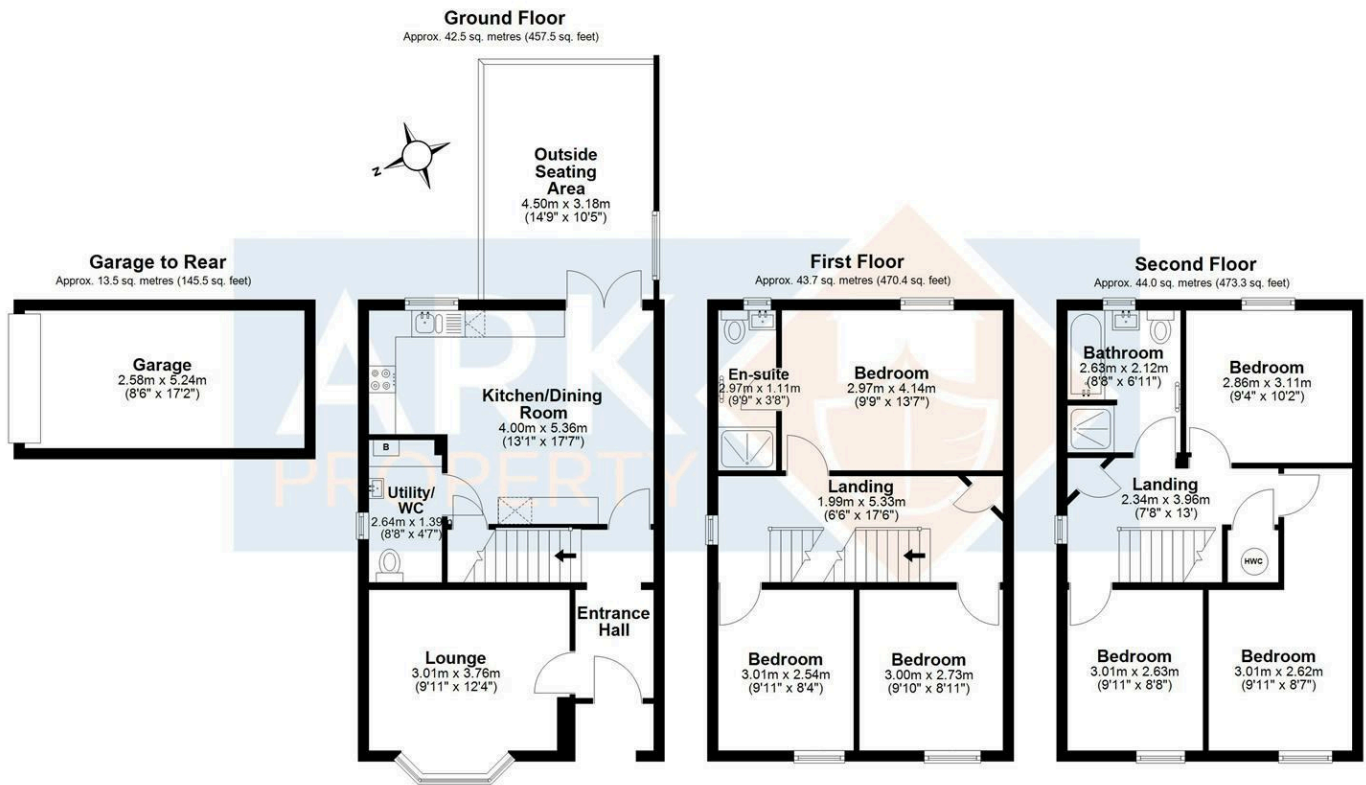 Ground Floor
Approx. 42.5 sq. metres (457.5 sq. feet)
Outside
Seating
Area
4.50m x 3.18m
(14'9" x 10'5")
N
Garage to Rear
Approx. 13.5 sq. metres (145.5 sq. feet)
Garage
2.58m x 5.24m
(8'6" x 17'2")
Kitchen/Dining
Room
4.00m x 5.36m
(13'1" x 17'7")
B
Utility/
WC
2.64m x 1.39
(8'8" x 4'7")
Entrance
Hall
Lounge
3.01m x 3.76m
(9'11" x 12'4")
First Floor
Approx. 43.7 sq. metres (470.4 sq. feet)
En-suite
2.97m x 1.11m
(9'9" x 3'8")
Bedroom
2.97m x 4.14m
(9'9" x 13'7")
Landing
1.99m x 5.33m
(6'6" x 17'6")
Bedroom
3.01m x 2.54m
(9'11" x 8'4")
Bedroom
3.00m x 2.73m
(9'10" x 8'11")
Second Floor
Approx. 44.0 sq. metres (473.3 sq. feet)
Bathroom
2.63m x 2.12m
(8'8" x 6'11")
Bedroom
2.86m x 3.11m
(9'4" x 10'2")
Landing
2.34m x 3.96m
(7'8" x 13')
HWC
Bedroom
3.01m x 2.63m
(9'11" x 8'8")
Bedroom
3.01m x 2.62m
(9'11" x 8'7")
ARK
PROPERTY